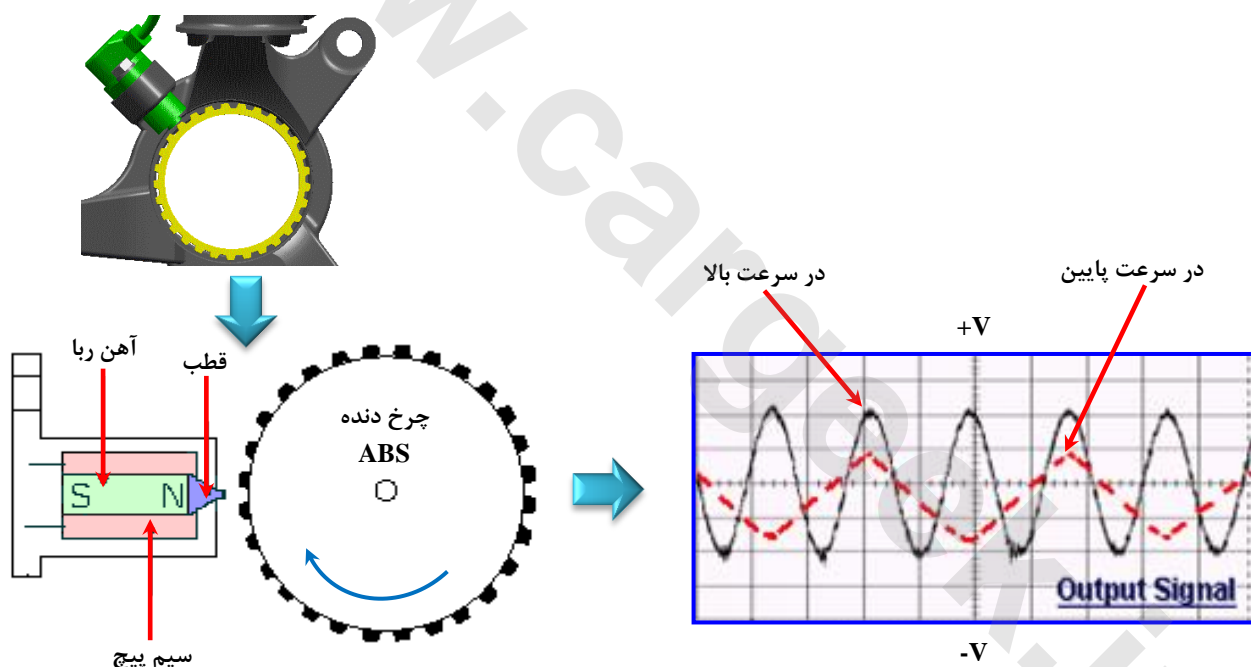 در سرعت بالا
در سرعت پایین
+V
آهن ربا
قطب
چرخ دنده
ABS
S
N
سیم پیچ
Output Signal
-V
www.cargeek.ir